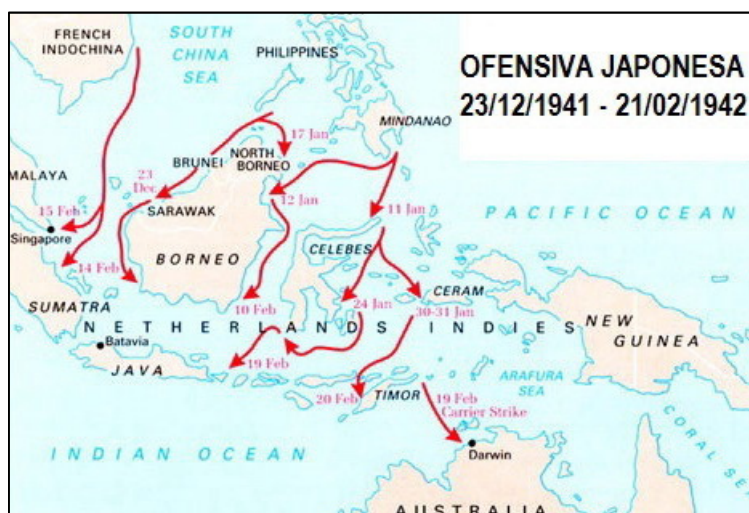 FRENCH
INDOCHINA
SOUTH
CHINA
SEA
PHILIPPINES
OFENSIVA JAPONESA
23/12/1941 - 21/02/1942
MINDANAO
17 Jan
NORTH
BORNEO
BRUNEI
23
Dec
MALAYA
12 Jan
SARAWAK
15 Feb
Singapore
11 Jan
PACIFIC OCEAN
CELEBES
BORNEO
14 Feb
CERAM
SUMATRA
10 Feb
24 Jan
30-31 Jan
NETHERLANDS INDIES
NEW
GUINEA
Batavia
JAVA
19 Feb
ARAFURA
SEA
20 Feb
TIMOR
19 Feb
Carrier Strike
INDIAN OCEAN
Darwin
CORAL SE
AUSTRALIA